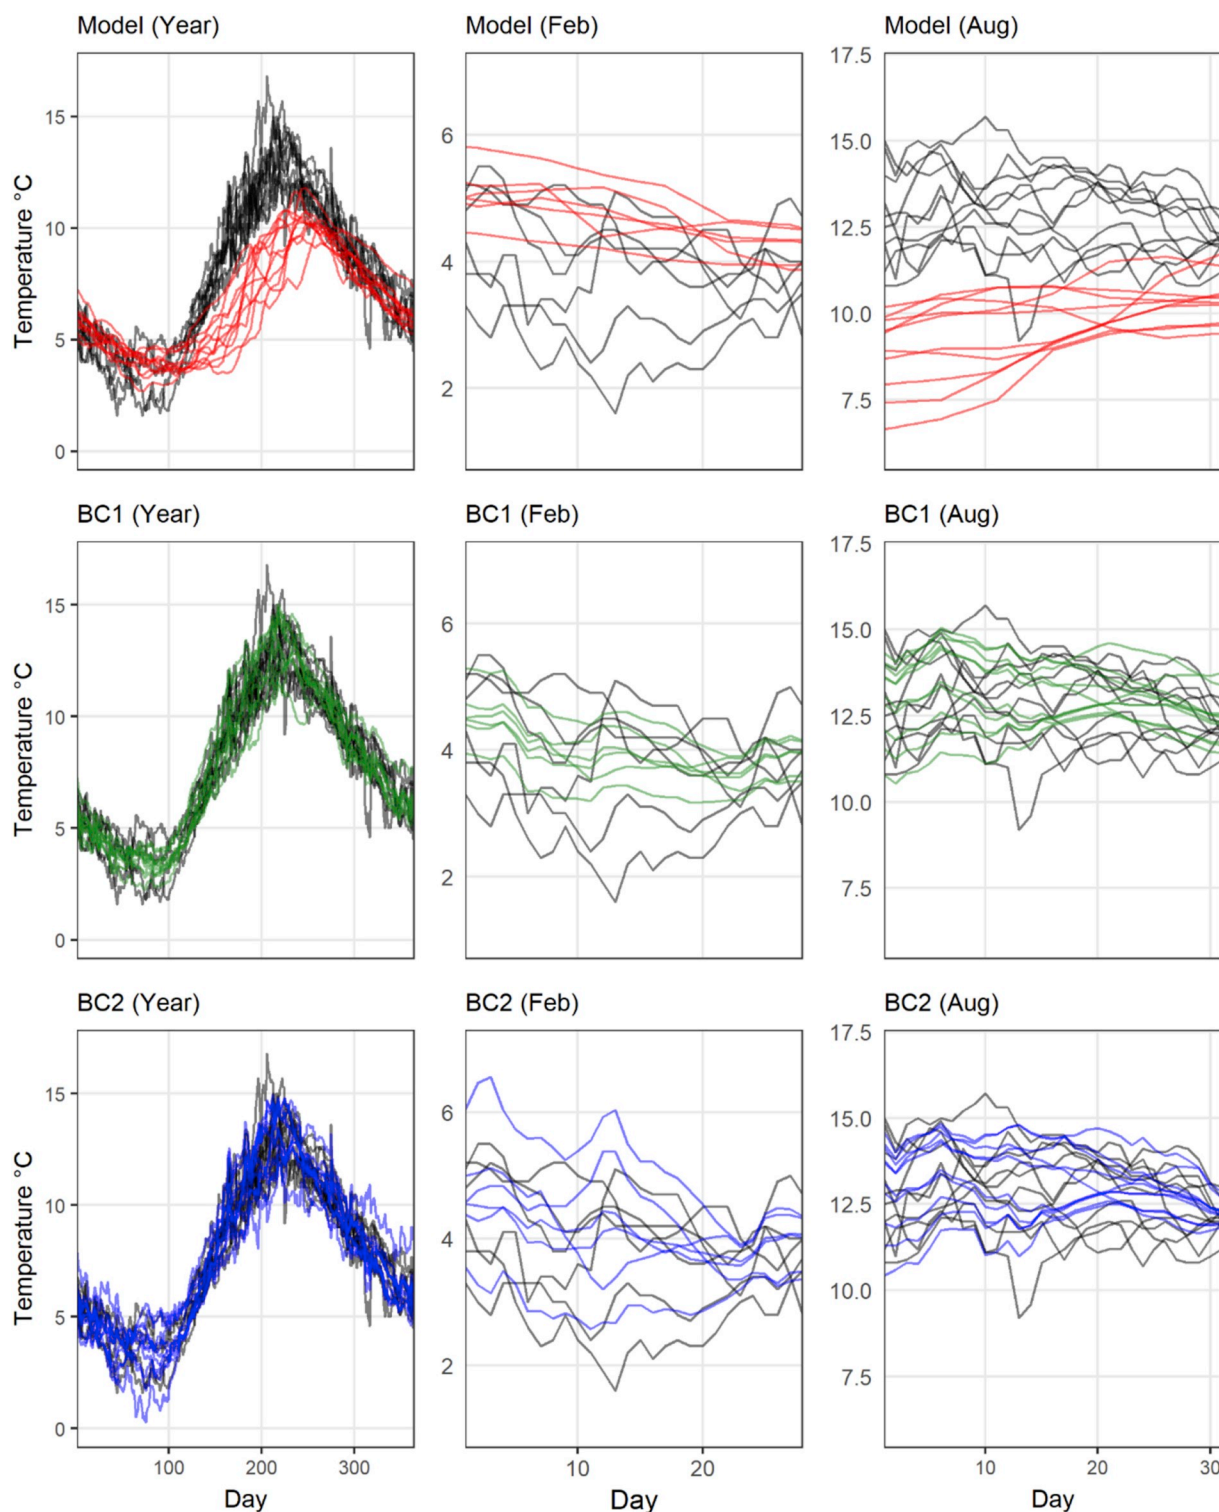 Model (Year) Model (Feb) Model (Aug)
17.5
15 6 15.0
10 12.5
4 10.0
5
2 7.5
0
Temperature °C
BC1 (Year) BC1 (Feb) BC1 (Aug)
17.5
15 6 15.0
10 12.5
4 10.0
5
2 7.5
0
Temperature °C
BC2 (Year) BC2 (Feb) BC2 (Aug)
17.5
15 6 15.0
10 12.5
4 10.0
5
2 7.5
0
Temperature °C
100 200 300 10 20 10 20 30
Day Day Day